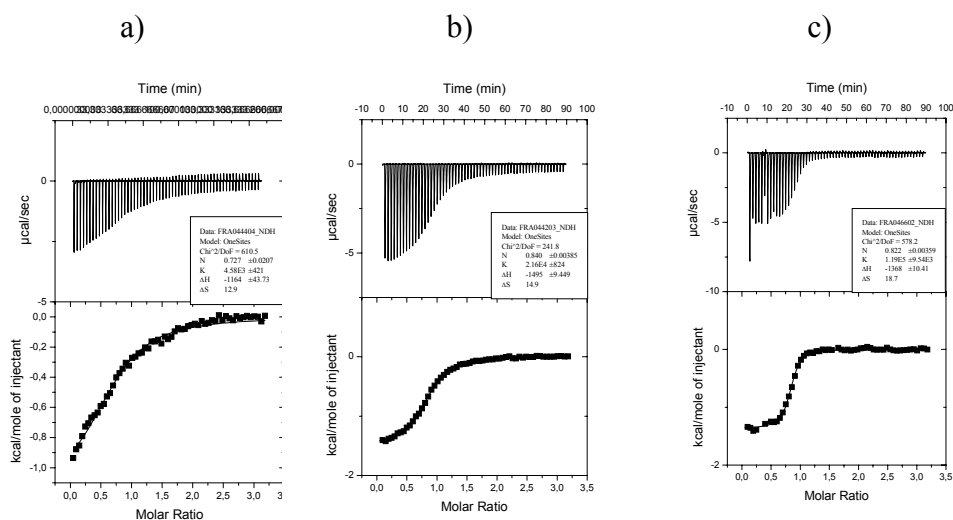 a)
Time (min)
0
-5
µcal/sec
Data: FRA044404_NDH
Model: OneSites
Chi^2/DoF = 610.5
N 0.727 ±0.0207
K 4.58E3 ±421
ΔH -1164 ±43.73
ΔS 12.9
0,0
-0,2
-0,4
-0,6
-0,8
-1,0
kcal/mole of injectant
0,0 0,5 1,0 1,5 2,0 2,5 3,0 3,5
Molar Ratio
b)
Time (min)
-10 0 10 20 30 40 50 60 70 80 90 100
0
-5
µcal/sec
Data: FRA044203_NDH
Model: OneSites
Chi^2/DoF = 241.8
N 0.840 ±0.00385
K 2.16E4 ±824
ΔH -1495 ±9.449
ΔS 14.9
0
-2
kcal/mole of injectant
0,0 0,5 1,0 1,5 2,0 2,5 3,0 3,5
Molar Ratio
c)
Time (min)
-10 0 10 20 30 40 50 60 70 80 90 100
0
-5
-10
µcal/sec
Data: FRA046602_NDH
Model: OneSites
Chi^2/DoF = 578.2
N 0.822 ±0.00359
K 1.19E5 ±9.54E3
ΔH -1368 ±10.41
ΔS 18.7
0
-2
kcal/mole of injectant
0,0 0,5 1,0 1,5 2,0 2,5 3,0 3,5
Molar Ratio